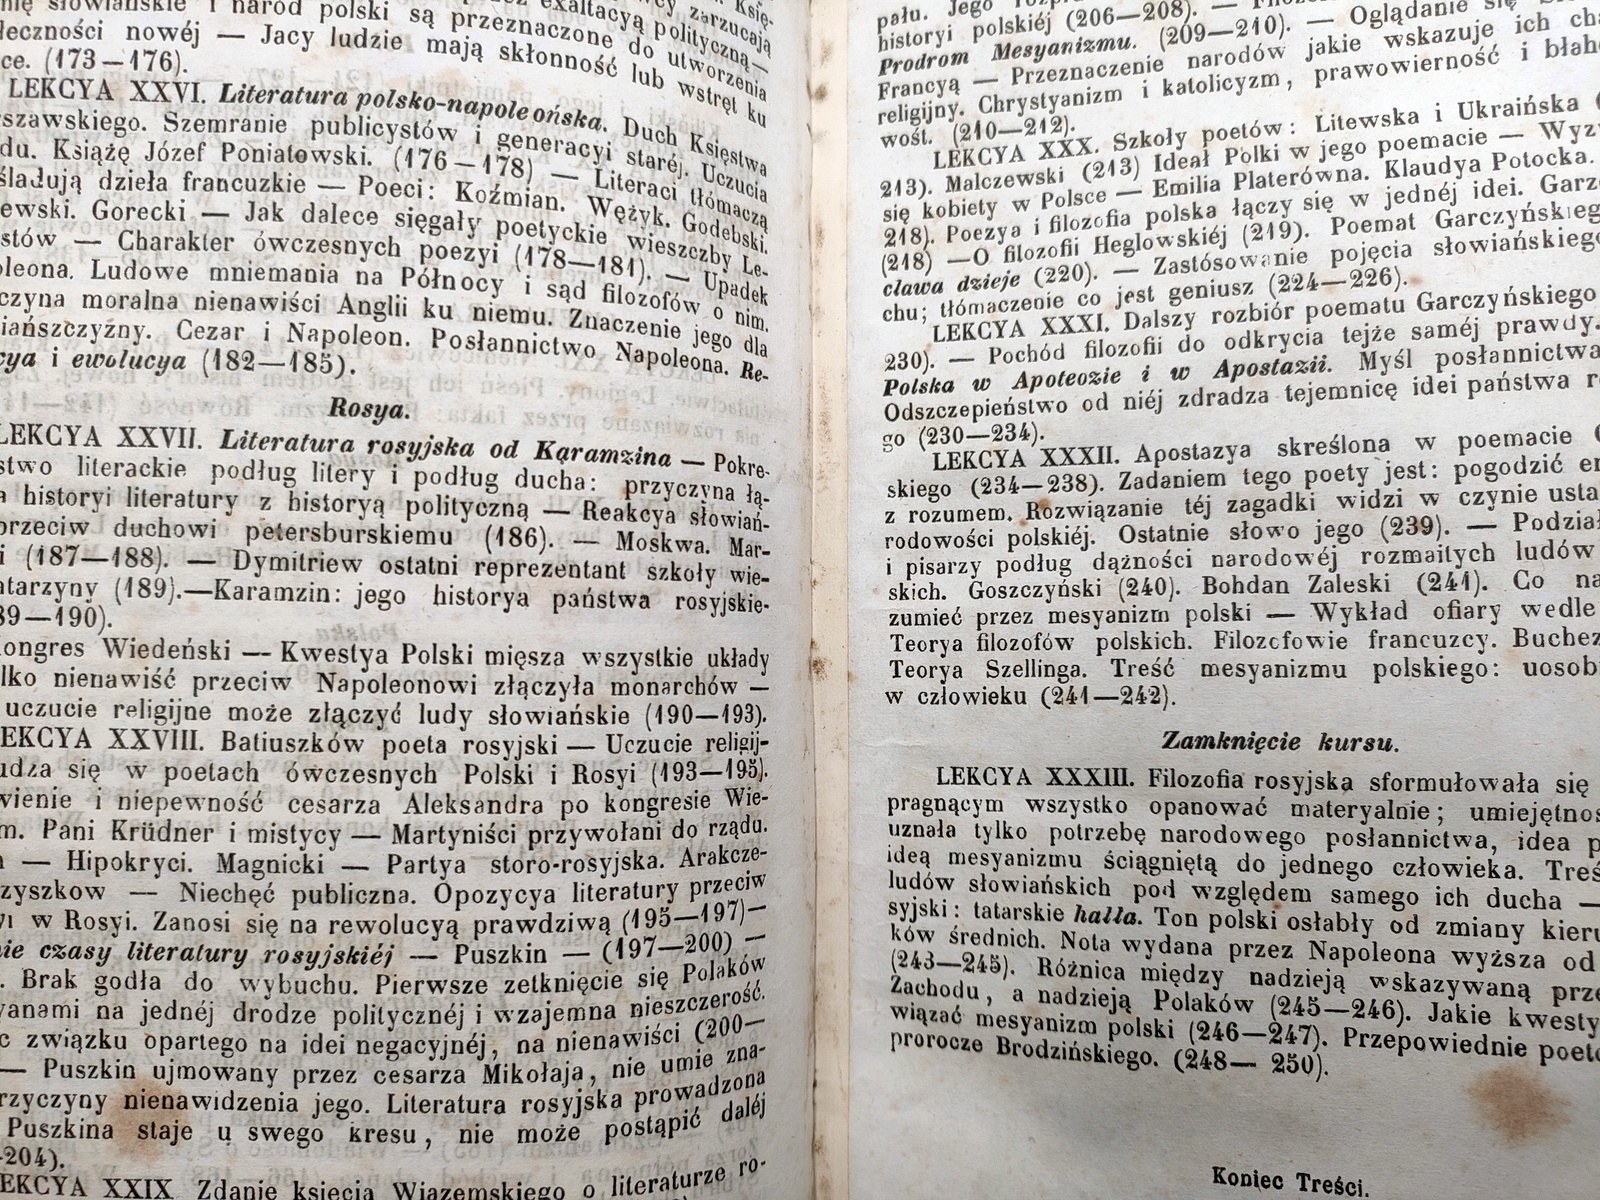 słowiańskie i naród polski są przeznaczone do utworzenia
łeczności nowéj — Jacy ludzie mają skłonność lub wstręt ku
ce. (173—176).
LEKCYA XXVI. Literatura polsko-napoleońska. Duch Księstwa
szawskiego. Szemranie publicystów i generacyi staréj. Uczucia
du. Książę Józef Poniatowski. (176—178) — Literaci tłómaczą
śladują dzieła francuzkie — Poeci: Koźmian. Wężyk. Godebski.
ewski. Gorecki — Jak dalece sięgały poetyckie wieszczby Le-
stów — Charakter ówczesnych poezyi (178—181). — Upadek
oleona. Ludowe mniemania na Północy i sąd filozofów o nim.
czyna moralna nienawiści Anglii ku niemu. Znaczenie jego dla
iańszczyźny. Cezar i Napoleon. Posłannictwo Napoleona. Re-
cya i ewolucya (182—185).
Rosya.
LEKCYA XXVII. Literatura rosyjska od Karamzina — Pokre-
stwo literackie podług litery i podług ducha: przyczyna łą-
a historyi literatury z historyą polityczną — Reakcya słowiań-
przeciw duchowi petersburskiemu (186). — Moskwa. Mar-
i (187—188). — Dymitriew ostatni reprezentant szkoły wie-
atarzyny (189).—Karamzin: jego historya państwa rosyjskie-
89—190).
ongres Wiedeński — Kwestya Polski mięsza wszystkie układy
lko nienawiść przeciw Napoleonowi złączyła monarchów —
uczucie religijne może złączyć ludy słowiańskie (190—193).
EKCYA XXVIII. Batiuszków poeta rosyjski — Uczucie religij-
udza się w poetach ówczesnych Polski i Rosyi (193—195).
wienie i niepewność cesarza Aleksandra po kongresie Wie-
m. Pani Krüdner i mistycy — Martyniści przywołani do rządu.
— Hipokryci. Magnicki — Partya storo-rosyjska. Arakcze-
zyszkow — Niechęć publiczna. Opozycya literatury przeciw
yi w Rosyi. Zanosi się na rewolucyą prawdziwą (195—197)—
ie czasy literatury rosyjskiéj — Puszkin — (197—200) —
. Brak godła do wybuchu. Pierwsze zetknięcie się Polaków
yanami na jednéj drodze politycznéj i wzajemna nieszczerość.
c związku opartego na idei negacyjnéj, na nienawiści (200—
— Puszkin ujmowany przez cesarza Mikołaja, nie umie zna-
rzyczyny nienawidzenia jego. Literatura rosyjska prowadzona
Puszkina staje u swego kresu, nie może postąpić daléj
-204).
EKCYA XXIX. Zdanie księcia Wiazemskiego o literaturze ro-
pału. Jego
historyi polskiéj (206—208). —
Prodrom Mesyanizmu. (209—210). — Oglądanie się
Francyą — Przeznaczenie narodów jakie wskazuje ich
religijny. Chrystyanizm i katolicyzm, prawowierność i
wośt. (210—212).
LEKCYA XXX. Szkoły poetów: Litewska i Ukraińska
213). Malczewski (213) Ideał Polki w jego poemacie — Wyz
się kobiety w Polsce — Emilia Platerówna. Klaudya Potocka.
218). Poezya i filozofia polska łączy się w jednéj idei. Garz
(218) —O filozofii Heglowskiéj (219). Poemat Garczyńskieg
cława dzieje (220). — Zastósowanie pojęcia słowiańskiego
chu; tłómaczenie co jest geniusz (224—226).
LEKCYA XXXI. Dalszy rozbiór poematu Garczyńskiego
230). — Pochód filozofii do odkrycia tejże saméj prawdy.
Polska w Apoteozie i w Apostazii. Myśl posłannictwa
Odszczepieństwo od niéj zdradza tejemnicę idei państwa r
go (230—234).
LEKCYA XXXII. Apostazya skreślona w poemacie
skiego (234—238). Zadaniem tego poety jest: pogodzić
z rozumem. Rozwiązanie téj zagadki widzi w czynie usta
rodowości polskiéj. Ostatnie słowo jego (239). — Podział
i pisarzy podług dążności narodowéj rozmaitych ludów
skich. Goszczyński (240). Bohdan Zaleski (241). Co na
zumieć przez mesyanizm polski — Wykład ofiary wedle
Teorya filozofów polskich. Filozofowie francuzcy. Buchez
Teorya Szellinga. Treść mesyanizmu polskiego: uosobi
w człowieku (241—242).
Zamknięcie kursu.
LEKCYA XXXIII. Filozofia rosyjska sformułowała się
pragnącym wszystko opanować materyalnie; umiejętnoś
uznała tylko potrzebę narodowego posłannictwa, idea p
ideą mesyanizmu ściągniętą do jednego człowieka. Treś
ludów słowiańskich pod względem samego ich ducha —
syjski: tatarskie hałła. Ton polski osłabły od zmiany kieru
ków średnich. Nota wydana przez Napoleona wyższa od
(243—245). Różnica między nadzieją wskazywaną prze
Zachodu, a nadzieją Polaków (245—246). Jakie kwesty
wiązać mesyanizm polski (246—247). Przepowiednie poet
prorocze Brodzińskiego. (248— 250).
Koniec Treści.